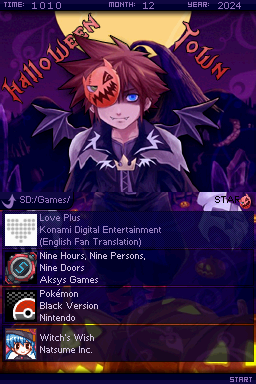 TIME: 1010 MONTH: 12 YEAR: 2024
HALLOWEEN TOWN
SD:/Games/ START
Love Plus
Konami Digital Entertainment
(English Fan Translation)
Nine Hours, Nine Persons,
Nine Doors
Aksys Games
Pokémon
Black Version
Nintendo
Witch's Wish
Natsume Inc.
START